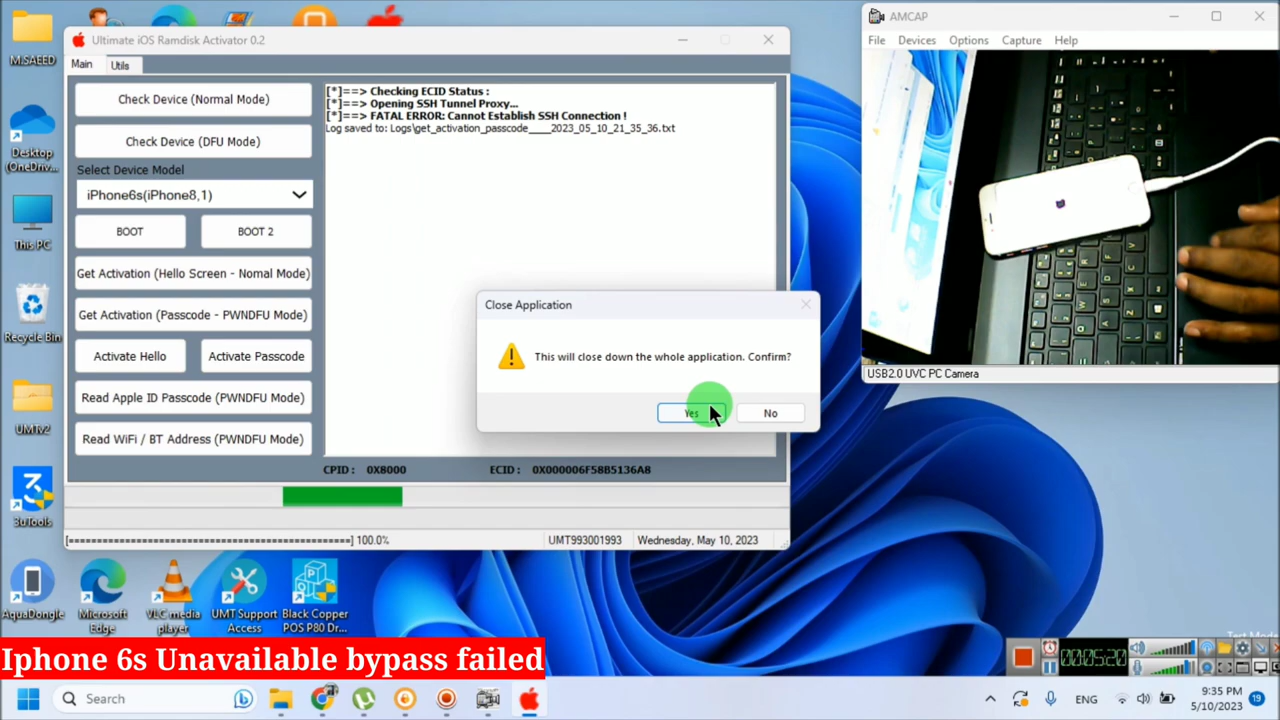 M.SAEED
Desktop
(OneDriv...
This PC
Recycle Bin
UMTv2
3uTools
AquaDongle
Microsoft
Edge
VLC media
player
UMT Support
Access
Black Copper
POS P80 Dr...
Ultimate iOS Ramdisk Activator 0.2
Main
Utils
Check Device (Normal Mode)
Check Device (DFU Mode)
Select Device Model
iPhone6s(iPhone8,1)
BOOT
BOOT 2
Get Activation (Hello Screen - Nomal Mode)
Get Activation (Passcode - PWNDFU Mode)
Activate Hello
Activate Passcode
Read Apple ID Passcode (PWNDFU Mode)
Read WiFi / BT Address (PWNDFU Mode)
[*]==> Checking ECID Status :
[*]==> Opening SSH Tunnel Proxy...
[*]==> FATAL ERROR: Cannot Establish SSH Connection !
Log saved to: Logs\get_activation_passcode____2023_05_10_21_35_36.txt
CPID : 0X8000
ECID : 0X000006F58B5136A8
100.0%
UMT993001993
Wednesday, May 10, 2023
Close Application
This will close down the whole application. Confirm?
Yes
No
AMCAP
File Devices Options Capture Help
USB2.0 UVC PC Camera
Iphone 6s Unavailable bypass failed
00:05:20
Search
ENG
9:35 PM
5/10/2023
19